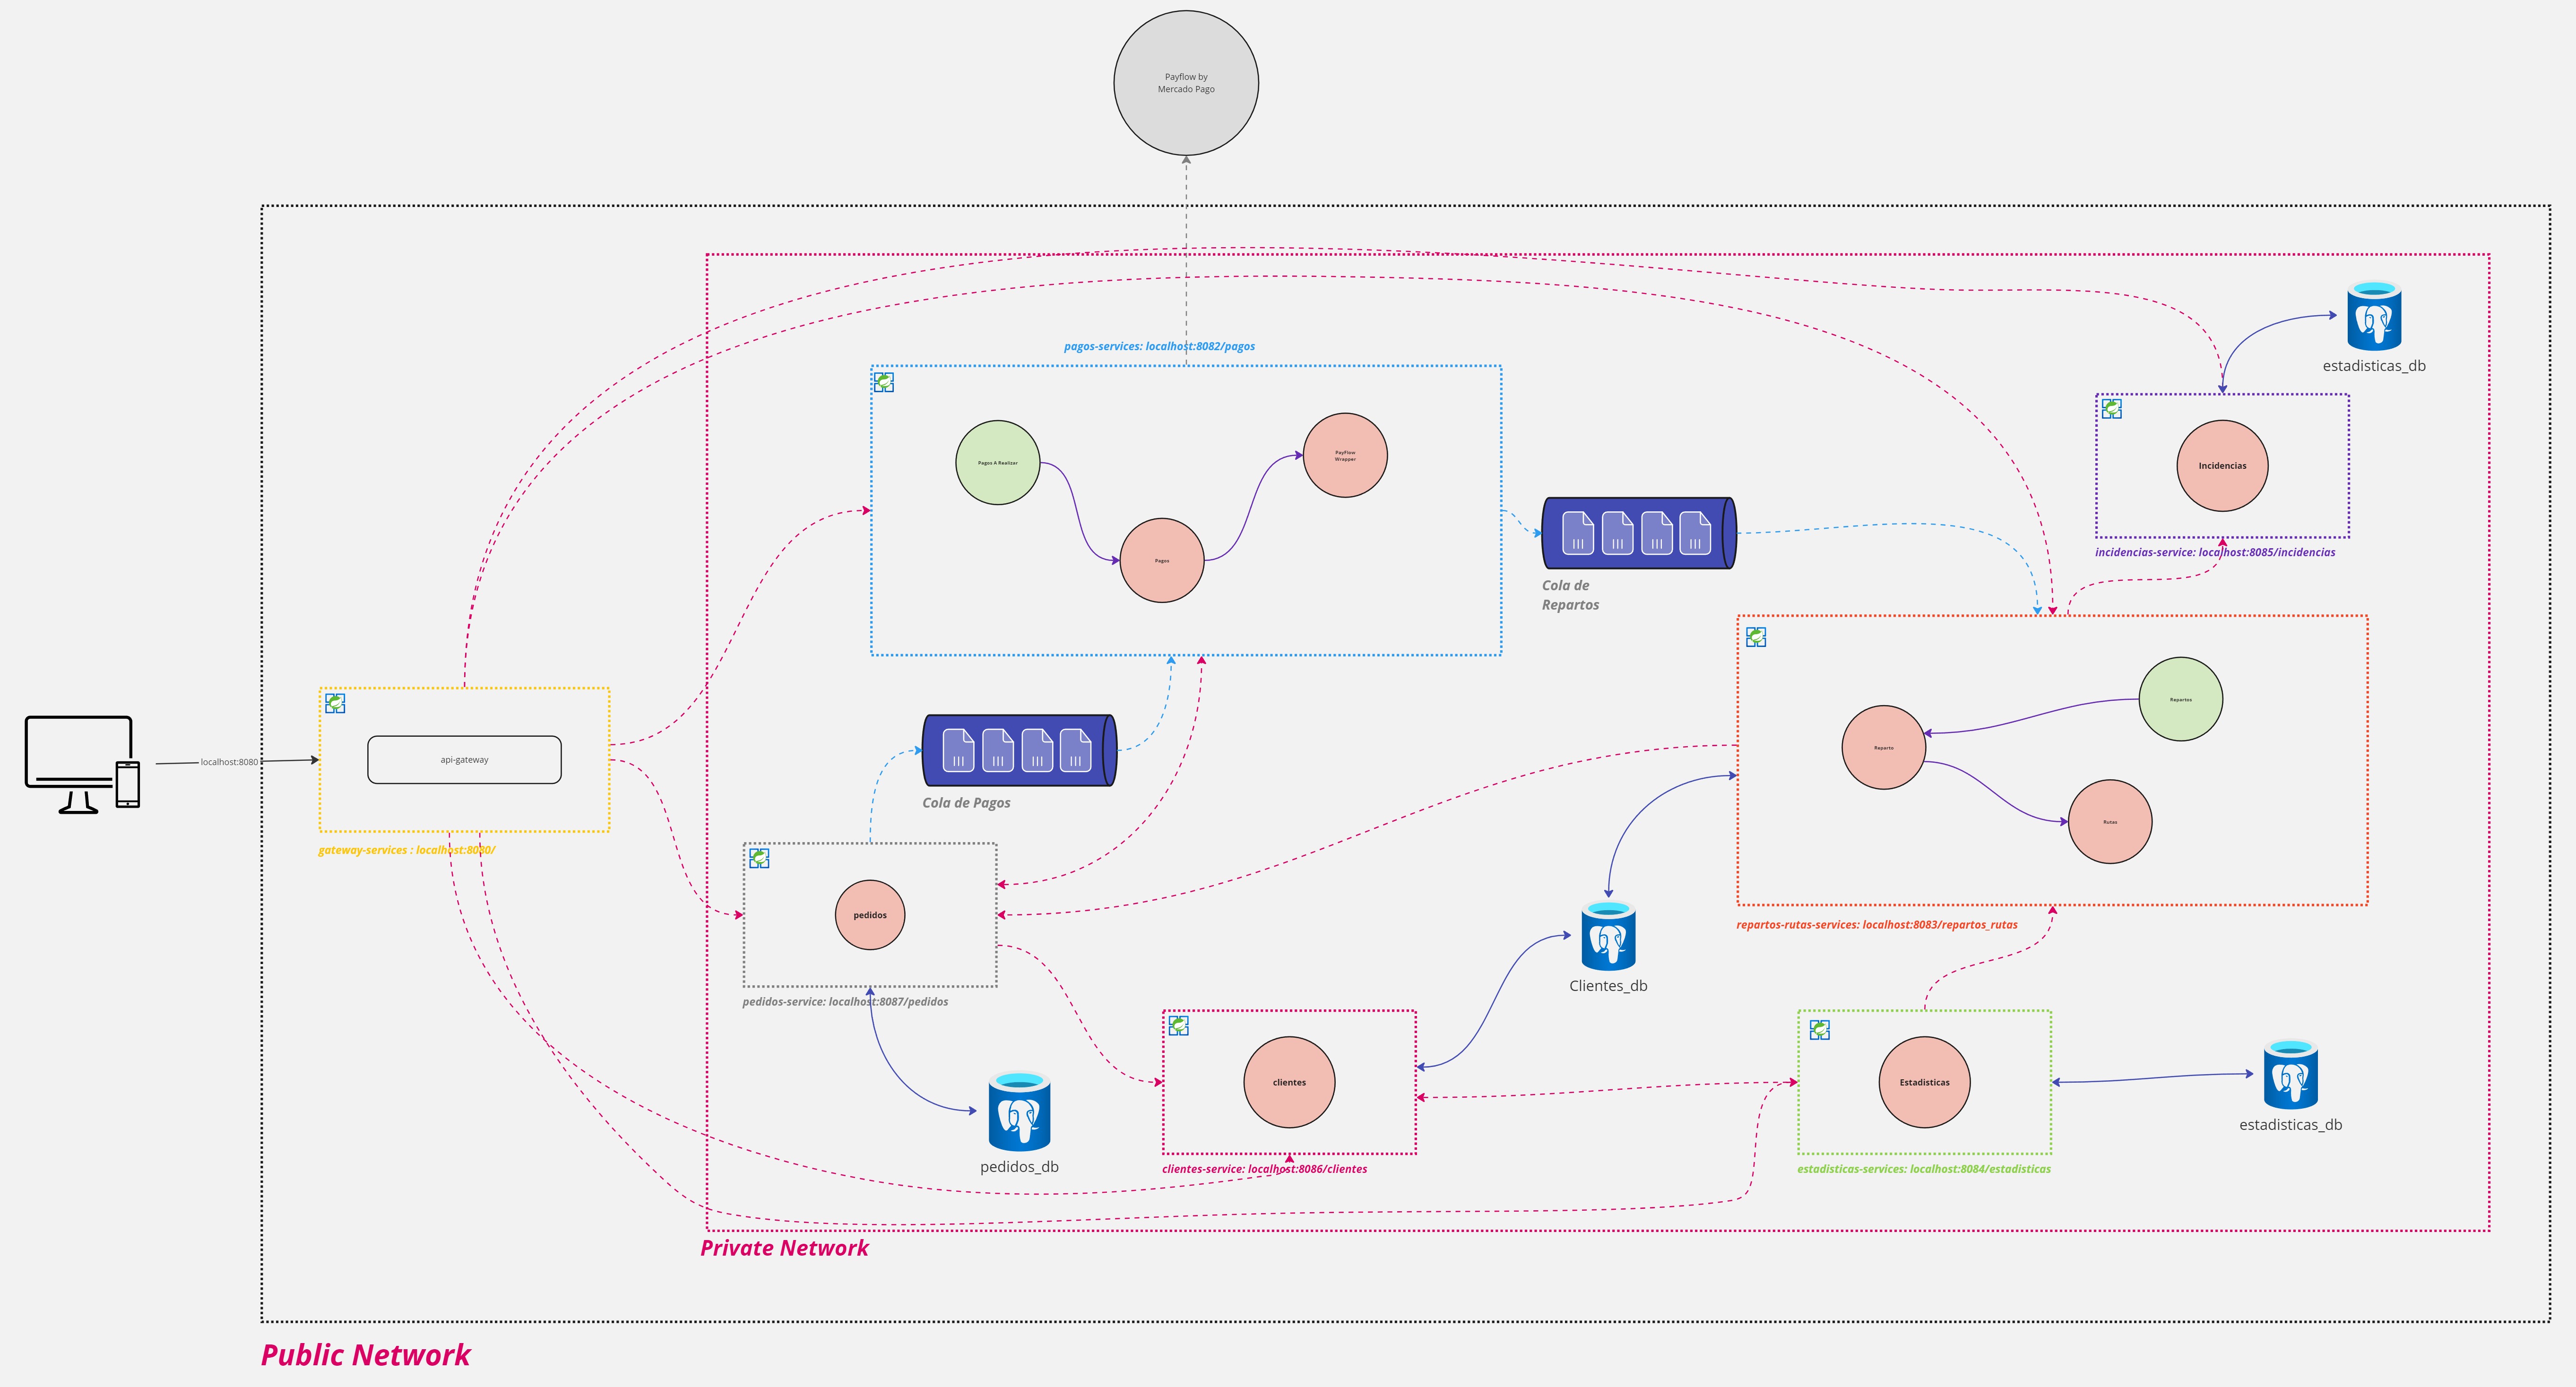 Payflow by
Mercado Pago
pagos-services: localhost:8082/pagos
Pagos A Realizar
PayFlow
Wrapper
Pagos
estadisticas_db
Incidencias
incidencias-service: localhost:8085/incidencias
Cola de
Repartos
localhost:8080
api-gateway
gateway-services : localhost:8080/
Cola de Pagos
Repartos
Reparto
Rutas
repartos-rutas-services: localhost:8083/repartos_rutas
pedidos
pedidos-service: localhost:8087/pedidos
Clientes_db
pedidos_db
clientes
clientes-service: localhost:8086/clientes
Estadisticas
estadisticas-services: localhost:8084/estadisticas
estadisticas_db
Private Network
Public Network